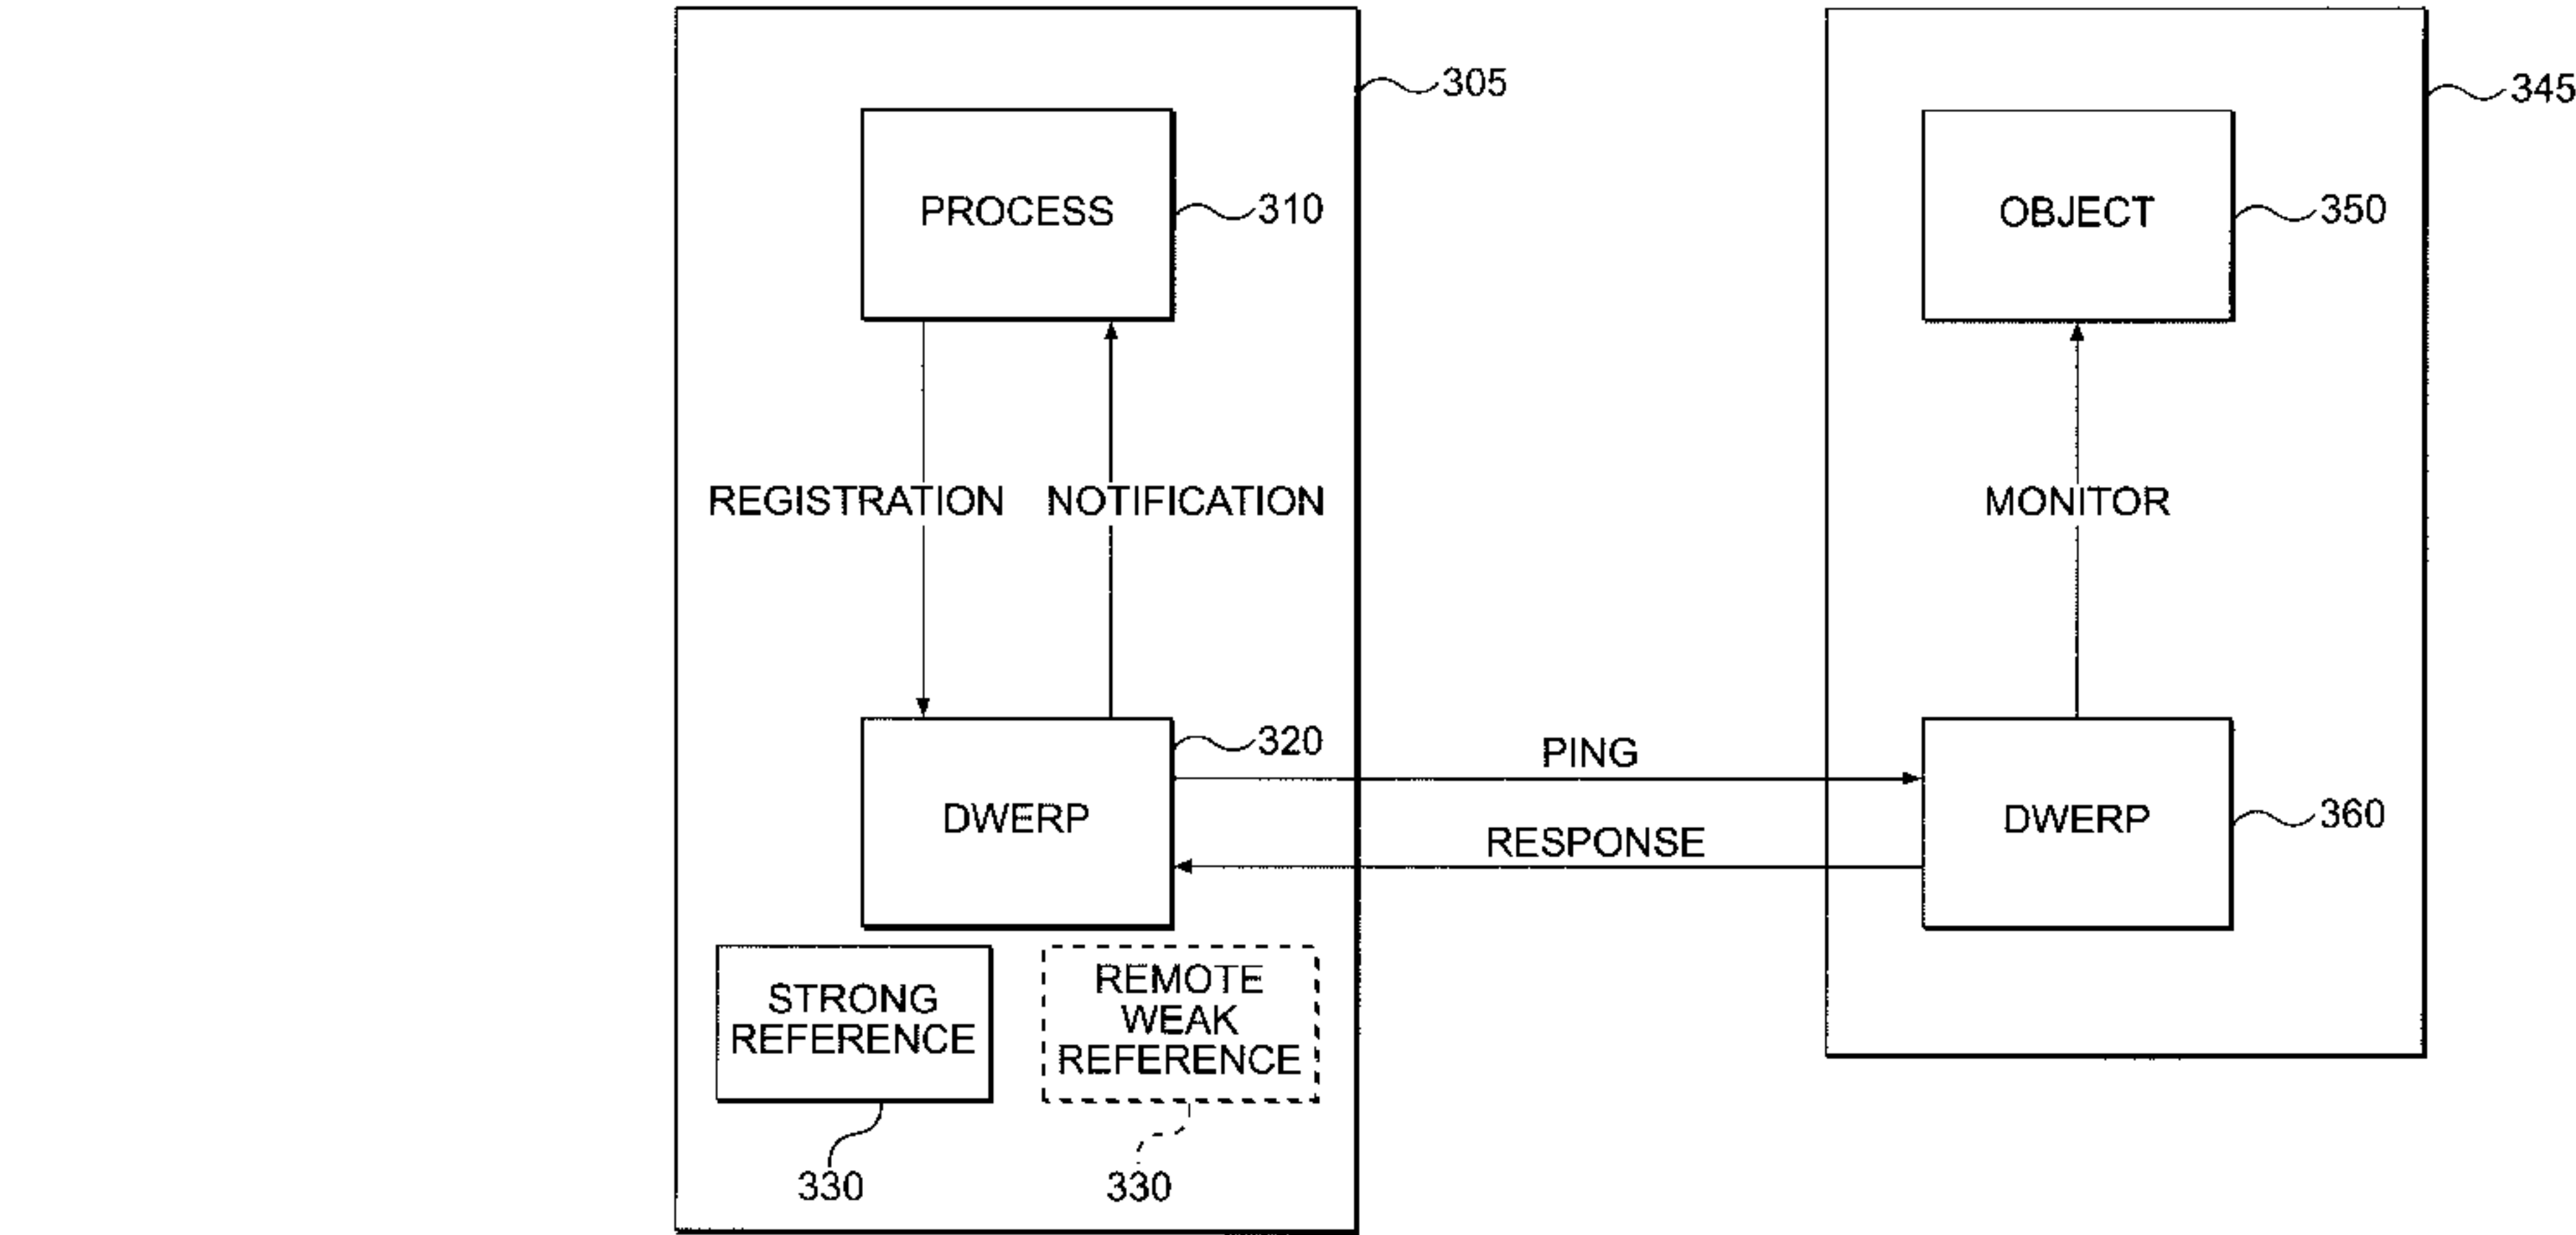 305
345
PROCESS
310
OBJECT
350
REGISTRATION
NOTIFICATION
MONITOR
320
DWERP
PING
RESPONSE
DWERP
360
STRONG
REFERENCE
REMOTE
WEAK
REFERENCE
330
330